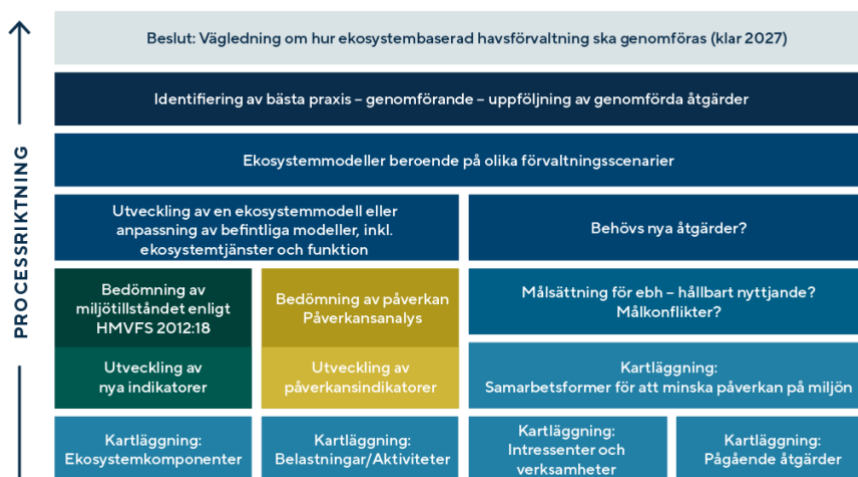 Beslut: Vägledning om hur ekosystembaserad havsförvaltning ska genomföras (klar 2027)
Identifiering av bästa praxis – genomförande – uppföljning av genomförda åtgärder
Ekosystemmodeller beroende på olika förvaltningsscenarier
Utveckling av en ekosystemmodell eller
anpassning av befintliga modeller, inkl.
ekosystemtjänster och funktion
Behövs nya åtgärder?
Bedömning av
miljötillståndet enligt
HMVFS 2012:18
Bedömning av påverkan
Påverkansanalys
Målsättning för ebh – hållbart nyttjande?
Målkonflikter?
Utveckling av
nya indikatorer
Utveckling av
påverkansindikatorer
Kartläggning:
Samarbetsformer för att minska påverkan på miljön
Kartläggning:
Ekosystemkomponenter
Kartläggning:
Belastningar/Aktiviteter
Kartläggning:
Intressenter och
verksamheter
Kartläggning:
Pågående åtgärder
PROCESSRIKTNING